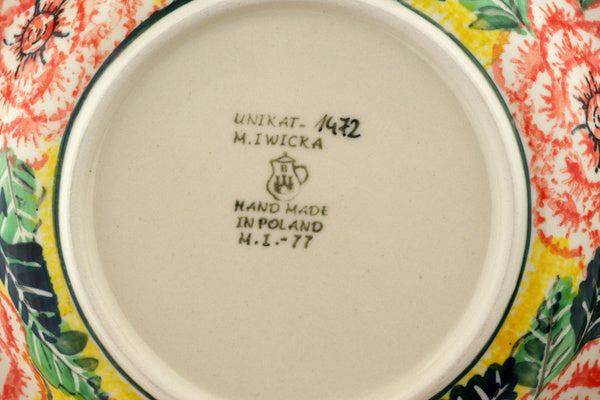 UNIKAT-1472
M.IWICKA
B
HAND MADE
IN POLAND
M.I.-77